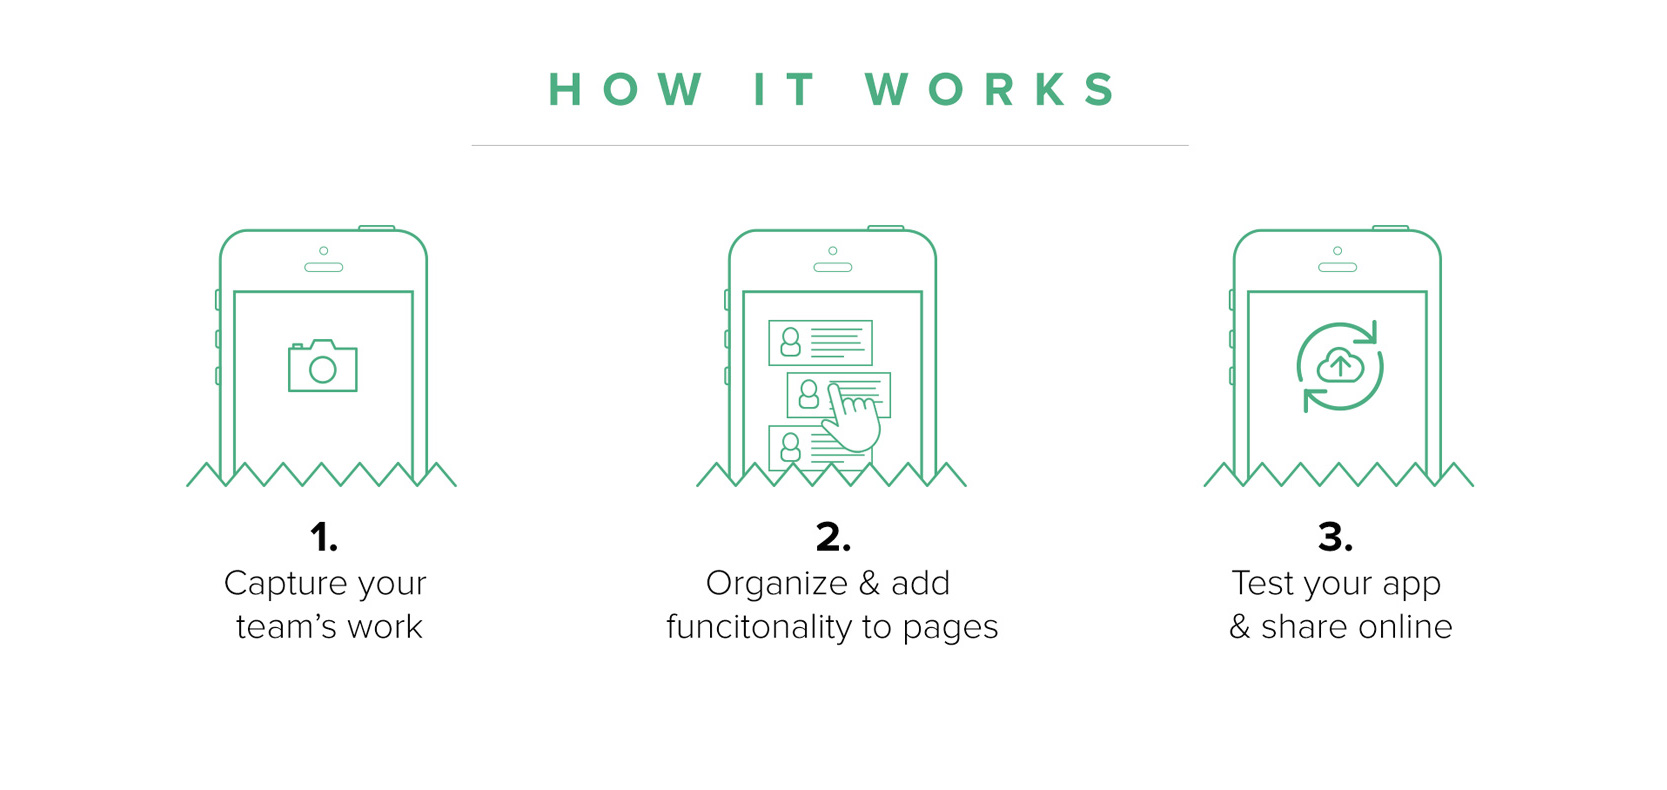 HOW IT WORKS
1.
Capture your
team's work
2.
Organize & add
funcitonality to pages
3.
Test your app
& share online